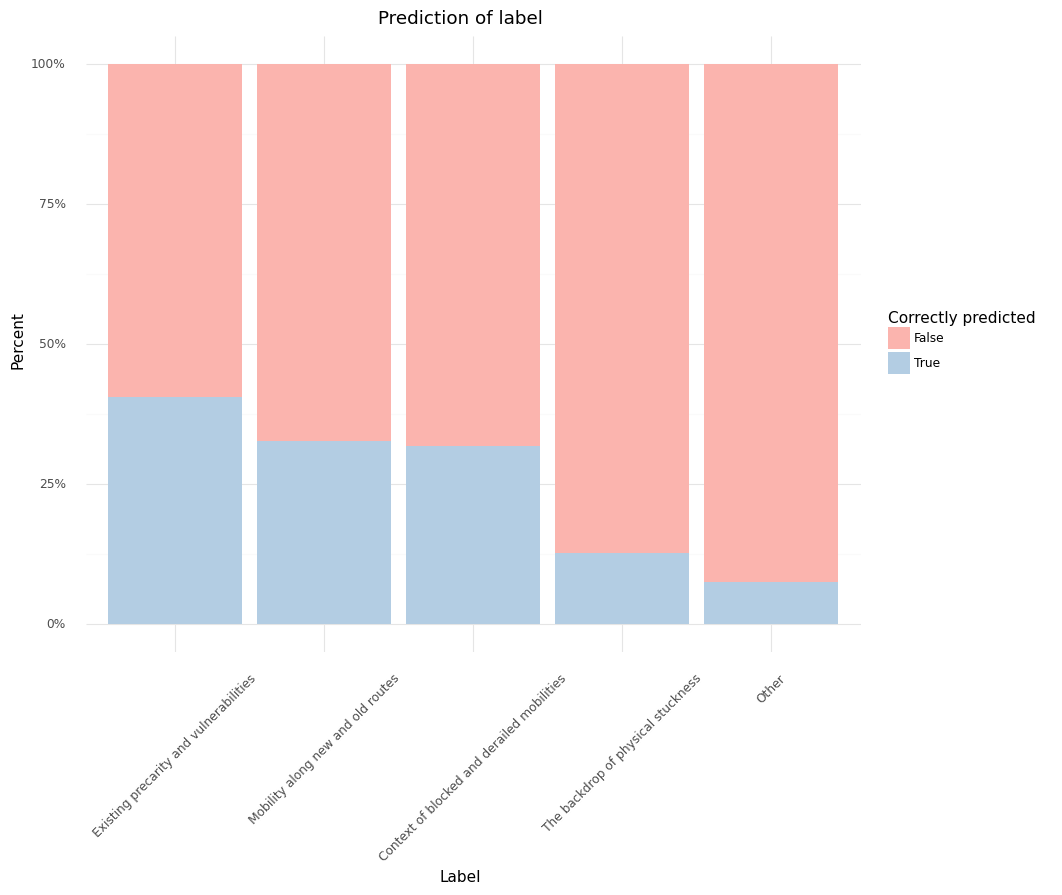 Prediction of label
100%
75%
50%
25%
0%
Percent
Existing precarity and vulnerabilities
Mobility along new and old routes
Context of blocked and derailed mobilities
The backdrop of physical stuckness
Other
Label
Correctly predicted
False
True